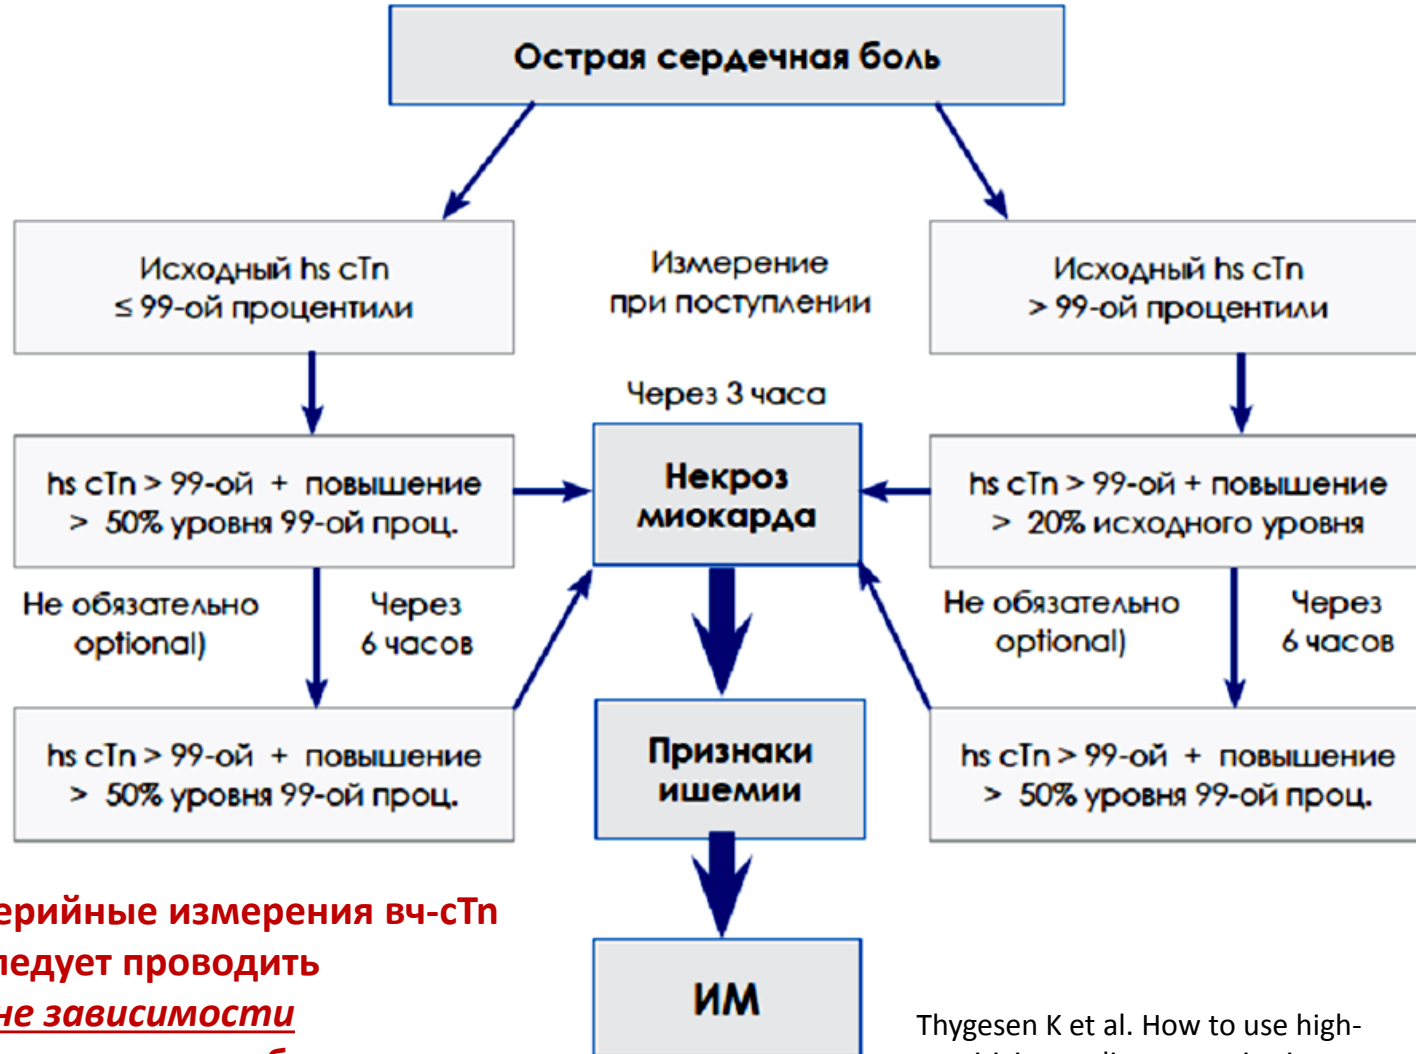 Острая сердечная боль
Исходный hs cTn
≤ 99-ой процентили
Измерение
при поступлении
Исходный hs cTn
> 99-ой процентили
Через 3 часа
hs cTn > 99-ой + повышение
> 50% уровня 99-ой проц.
Некроз
миокарда
hs cTn > 99-ой + повышение
> 20% исходного уровня
Не обязательно
optional)
Через
6 часов
Не обязательно
optional)
Через
6 часов
hs cTn > 99-ой + повышение
> 50% уровня 99-ой проц.
Признаки
ишемии
hs cTn > 99-ой + повышение
> 50% уровня 99-ой проц.
ерийные измерения вч-cTn
ледует проводить
не зависимости
ИМ
Thygesen K et al. How to use high-